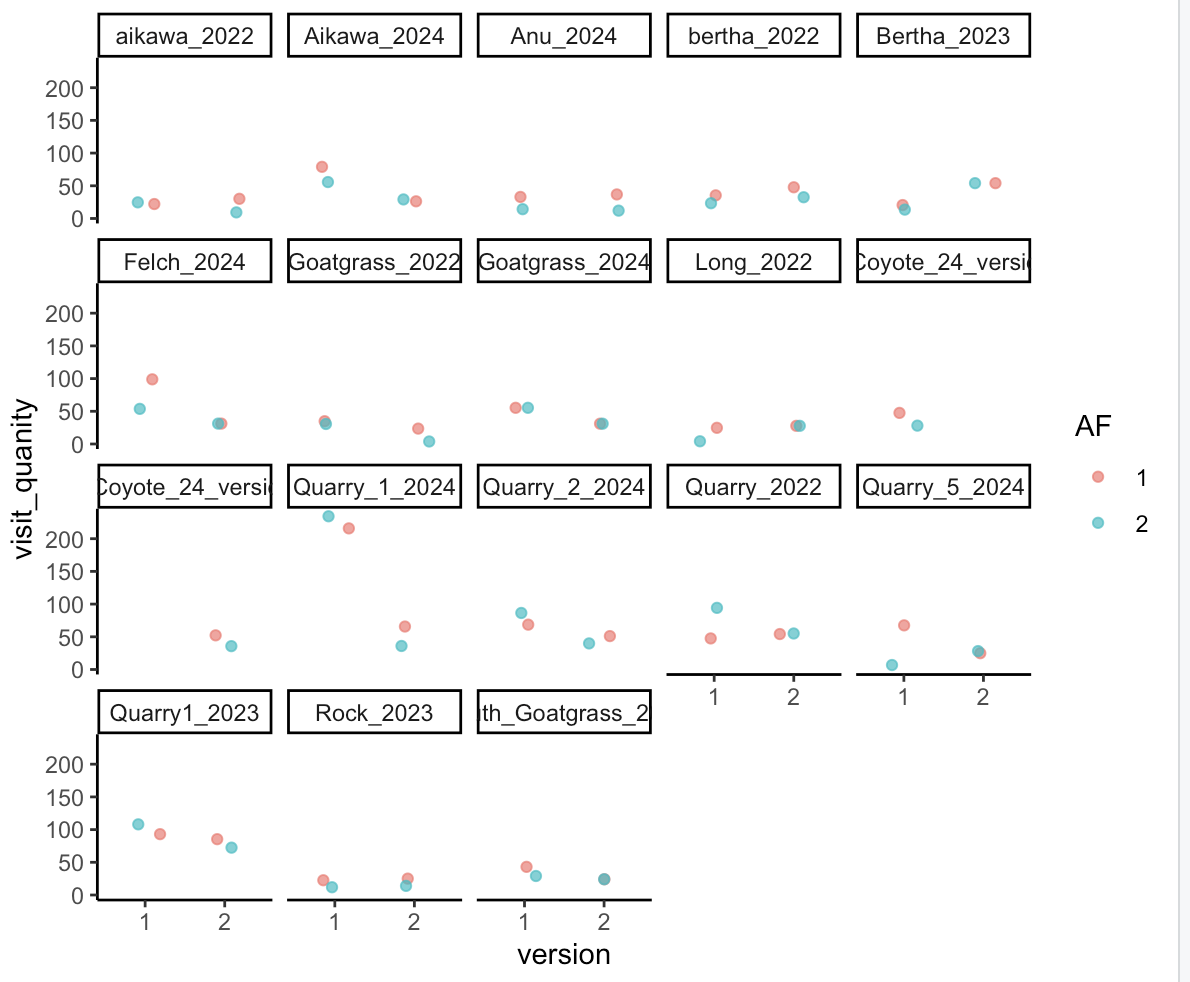 aikawa_2022 Aikawa_2024 Anu_2024 bertha_2022 Bertha_2023
200
150
100
50
0
Felch_2024 Goatgrass_2022 Goatgrass_2024 Long_2022 Coyote_24_versi
200
150
100
50
0
visit_quanity
AF
1
2
Coyote_24_versi Quarry_1_2024 Quarry_2_2024 Quarry_2022 Quarry_5_2024
200
150
100
50
0
1 2 1 2
Quarry1_2023 Rock_2023 th_Goatgrass_2
200
150
100
50
0
1 2 1 2 1 2
version